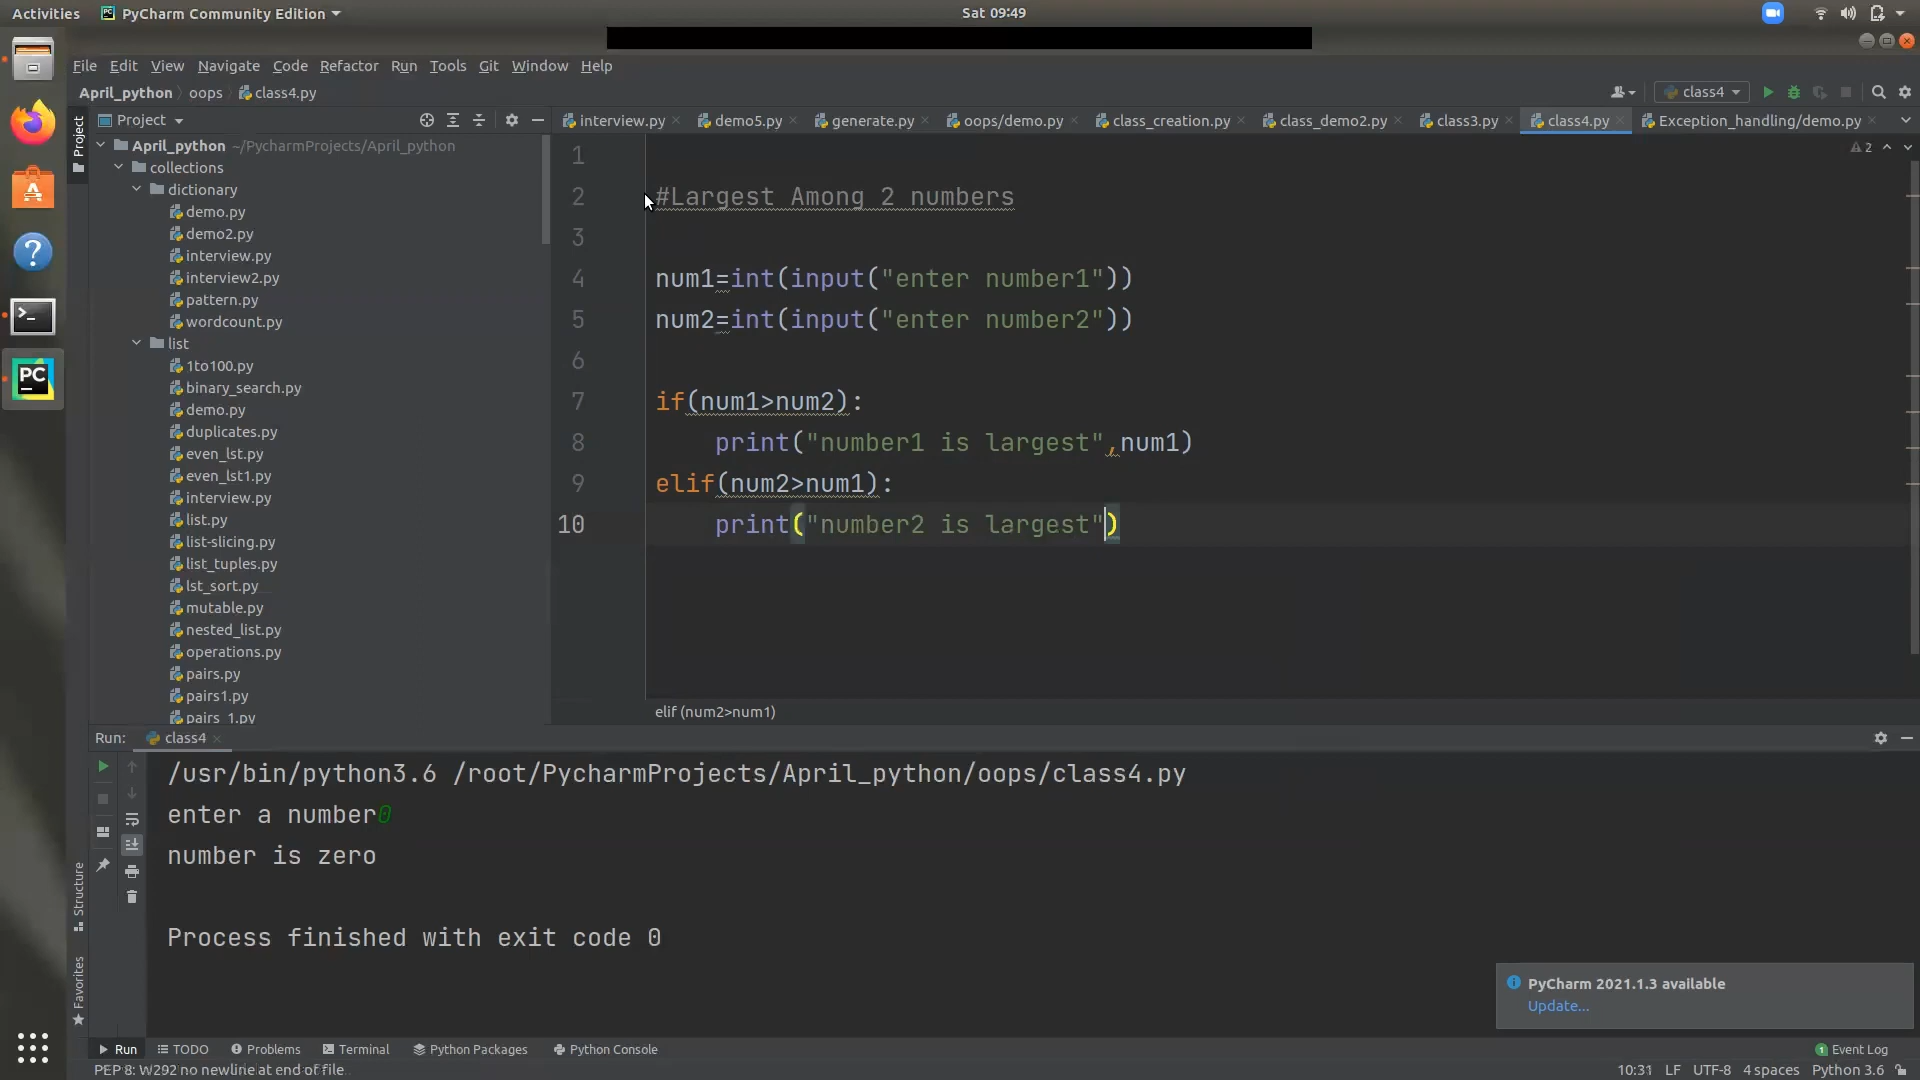 Activities PyCharm Community Edition Sat 09:49
File Edit View Navigate Code Refactor Run Tools Git Window Help
April_python oops class4.py class4
Project interview.py demo5.py generate.py oops/demo.py class_creation.py class_demo2.py class3.py class4.py Exception_handling/demo.py
Project
April_python ~/PycharmProjects/April_python
collections
dictionary
demo.py
demo2.py
interview.py
interview2.py
pattern.py
wordcount.py
list
1to100.py
binary_search.py
demo.py
duplicates.py
even_lst.py
even_lst1.py
interview.py
list.py
list-slicing.py
list_tuples.py
lst_sort.py
mutable.py
nested_list.py
operations.py
pairs.py
pairs1.py
pairs_1.py
2
1
2 #Largest Among 2 numbers
3
4 num1=int(input("enter number1"))
5 num2=int(input("enter number2"))
6
7 if(num1>num2):
8 print("number1 is largest",num1)
9 elif(num2>num1):
10 print("number2 is largest")
elif (num2>num1)
Run: class4
/usr/bin/python3.6 /root/PycharmProjects/April_python/oops/class4.py
enter a number0
number is zero
Process finished with exit code 0
Structure
Favorites
PyCharm 2021.1.3 available
Update...
Run TODO Problems Terminal Python Packages Python Console 1 Event Log
PEP 8: W292 no newline at end of file 10:31 LF UTF-8 4 spaces Python 3.6